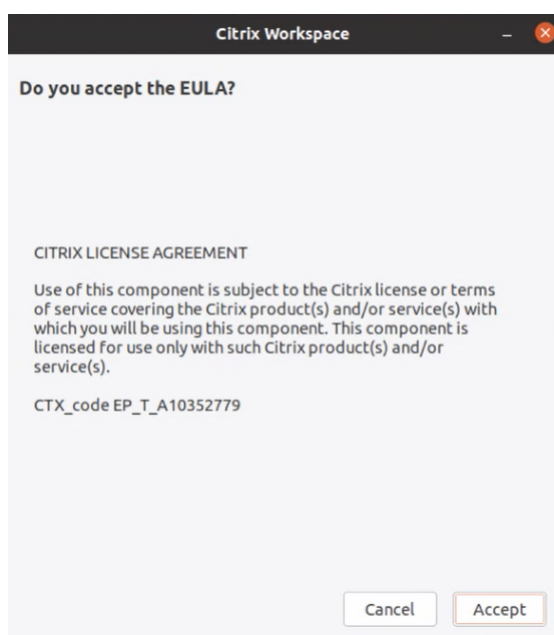 Citrix Workspace
Do you accept the EULA?
CITRIX LICENSE AGREEMENT
Use of this component is subject to the Citrix license or terms
of service covering the Citrix product(s) and/or service(s) with
which you will be using this component. This component is
licensed for use only with such Citrix product(s) and/or
service(s).
CTX_code EP_T_A10352779
Cancel Accept